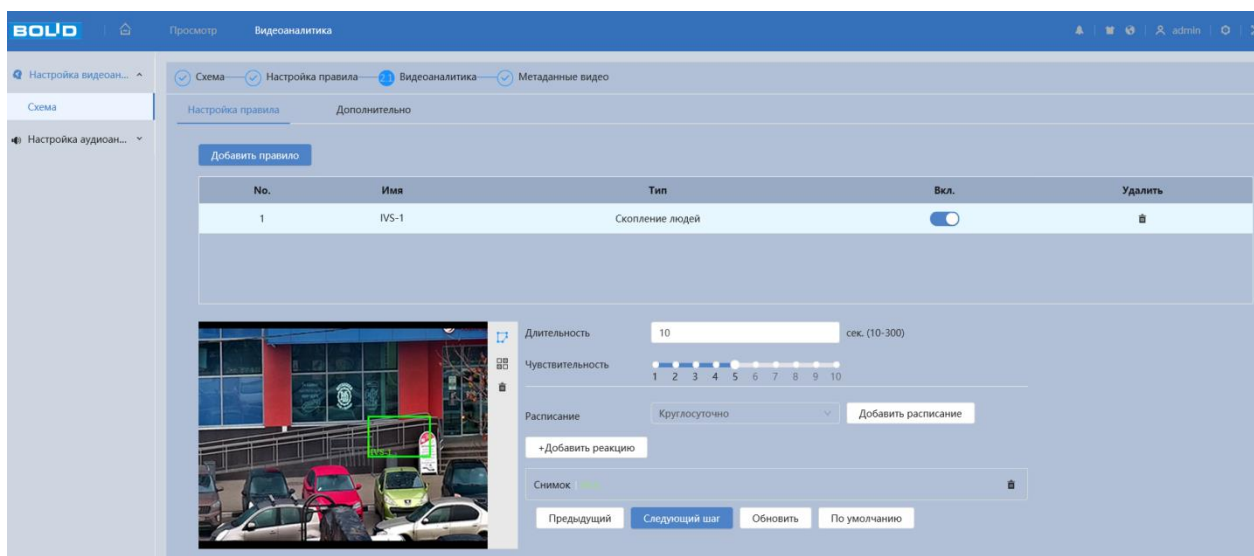 BOLID
Просмотр
Видеоаналитика
admin
Настройка видеоан...
Схема
Настройка правила
2.1
Видеоаналитика
Метаданные видео
Схема
Настройка правила
Дополнительно
Настройка аудиоан...
Добавить правило
No. Имя Тип Вкл. Удалить
1 IVS-1 Скопление людей
Длительность 10 сек. (10-300)
Чувствительность
1 2 3 4 5 6 7 8 9 10
Расписание Круглосуточно Добавить расписание
IVS-1
+Добавить реакцию
Снимок
Предыдущий Следующий шаг Обновить По умолчанию